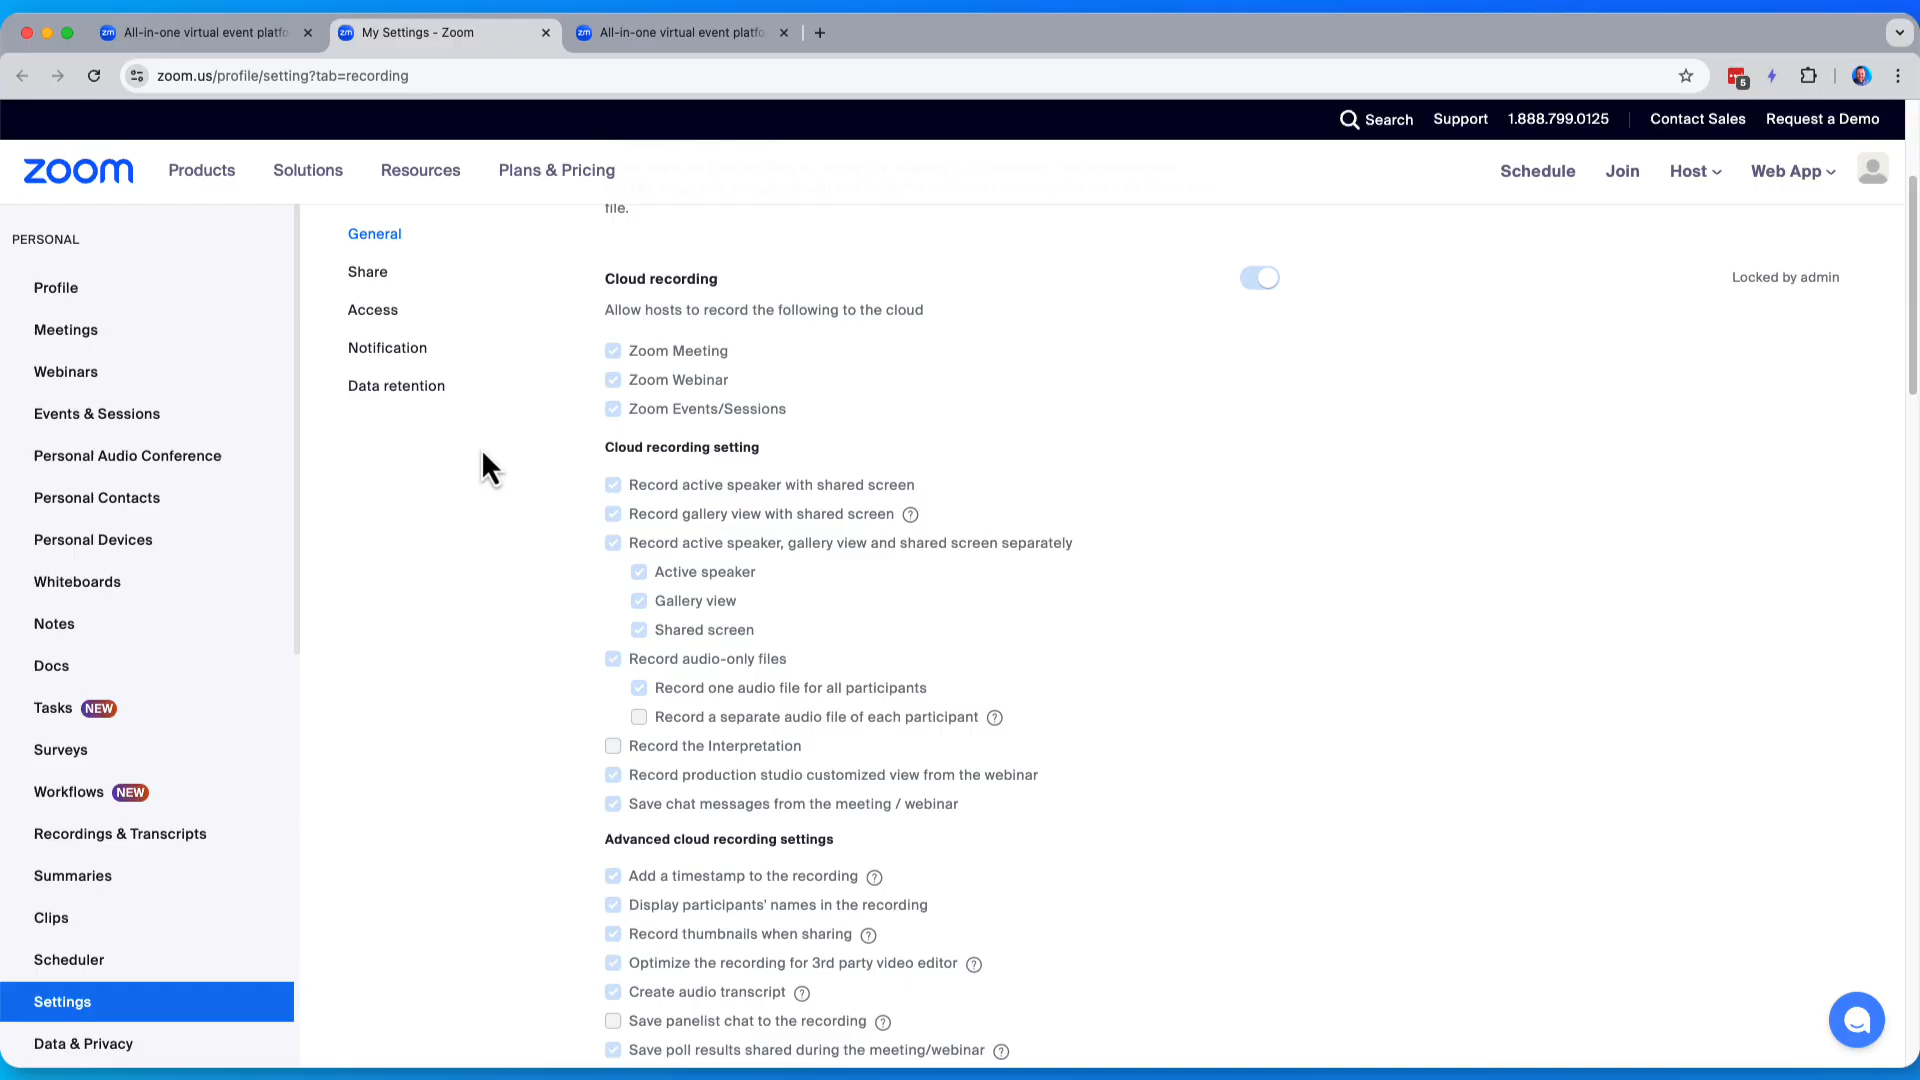 zm All-in-one virtual event platfo
zm My Settings - Zoom
zm All-in-one virtual event platfo
zoom.us/profile/setting?tab=recording
5
Search
Support
1.888.799.0125
Contact Sales
Request a Demo
zoom
Products
Solutions
Resources
Plans & Pricing
Schedule
Join
Host
Web App
PERSONAL
Profile
Meetings
Webinars
Events & Sessions
Personal Audio Conference
Personal Contacts
Personal Devices
Whiteboards
Notes
Docs
Tasks NEW
Surveys
Workflows NEW
Recordings & Transcripts
Summaries
Clips
Scheduler
Settings
Data & Privacy
General
Share
Access
Notification
Data retention
file.
Cloud recording
Locked by admin
Allow hosts to record the following to the cloud
Zoom Meeting
Zoom Webinar
Zoom Events/Sessions
Cloud recording setting
Record active speaker with shared screen
Record gallery view with shared screen ?
Record active speaker, gallery view and shared screen separately
Active speaker
Gallery view
Shared screen
Record audio-only files
Record one audio file for all participants
Record a separate audio file of each participant ?
Record the Interpretation
Record production studio customized view from the webinar
Save chat messages from the meeting / webinar
Advanced cloud recording settings
Add a timestamp to the recording ?
Display participants' names in the recording
Record thumbnails when sharing ?
Optimize the recording for 3rd party video editor ?
Create audio transcript ?
Save panelist chat to the recording ?
Save poll results shared during the meeting/webinar ?